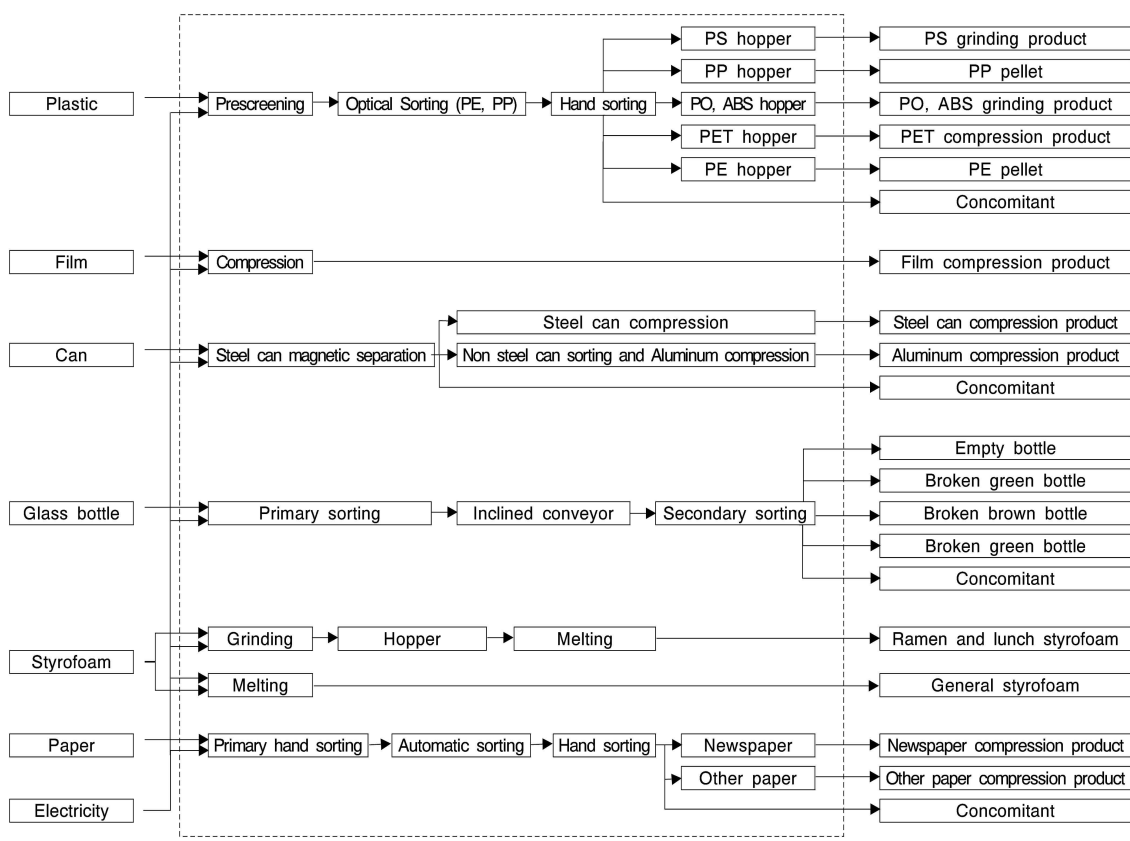 PS hopper
PS grinding product
PP hopper
PP pellet
Plastic
Prescreening
Optical Sorting (PE, PP)
Hand sorting
PO, ABS hopper
PO, ABS grinding product
PET hopper
PET compression product
PE hopper
PE pellet
Concomitant
Film
Compression
Film compression product
Steel can compression
Steel can compression product
Can
Steel can magnetic separation
Non steel can sorting and Aluminum compression
Aluminum compression product
Concomitant
Empty bottle
Broken green bottle
Glass bottle
Primary sorting
Inclined conveyor
Secondary sorting
Broken brown bottle
Broken green bottle
Concomitant
Grinding
Hopper
Melting
Ramen and lunch styrofoam
Styrofoam
Melting
General styrofoam
Paper
Primary hand sorting
Automatic sorting
Hand sorting
Newspaper
Newspaper compression product
Other paper
Other paper compression product
Electricity
Concomitant